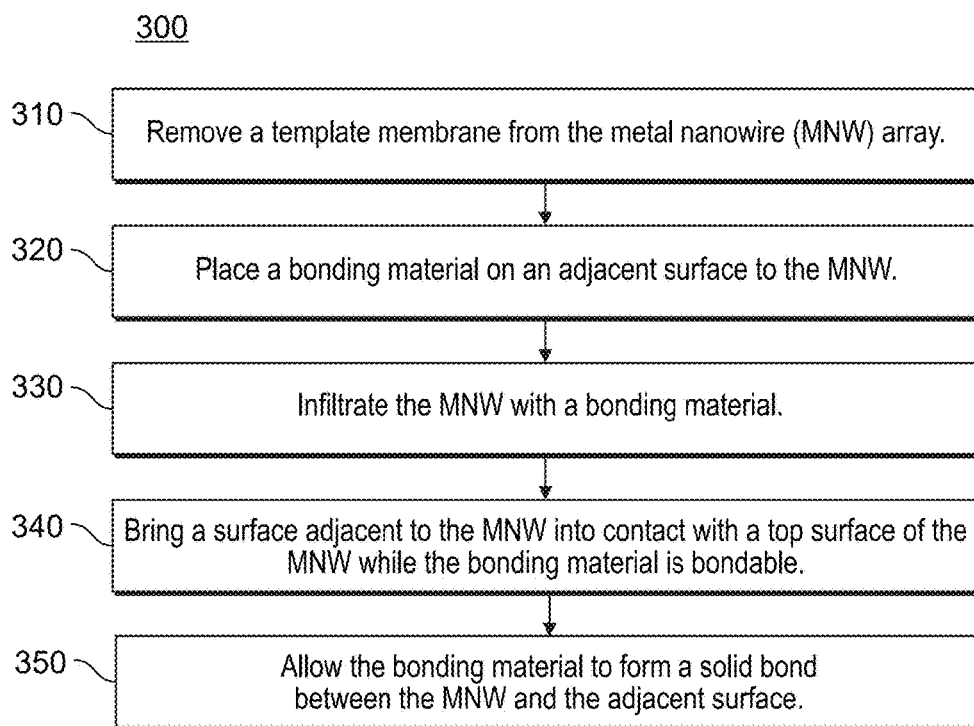 300
310
Remove a template membrane from the metal nanowire (MNW) array.
320
Place a bonding material on an adjacent surface to the MNW.
330
Infiltrate the MNW with a bonding material.
340
Bring a surface adjacent to the MNW into contact with a top surface of the
MNW while the bonding material is bondable.
350
Allow the bonding material to form a solid bond
between the MNW and the adjacent surface.